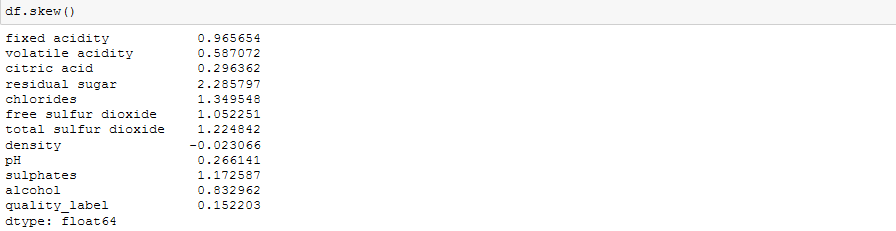 df.skew()
fixed acidity 0.965654
volatile acidity 0.587072
citric acid 0.296362
residual sugar 2.285797
chlorides 1.349548
free sulfur dioxide 1.052251
total sulfur dioxide 1.224842
density -0.023066
pH 0.266141
sulphates 1.172587
alcohol 0.832962
quality_label 0.152203
dtype: float64